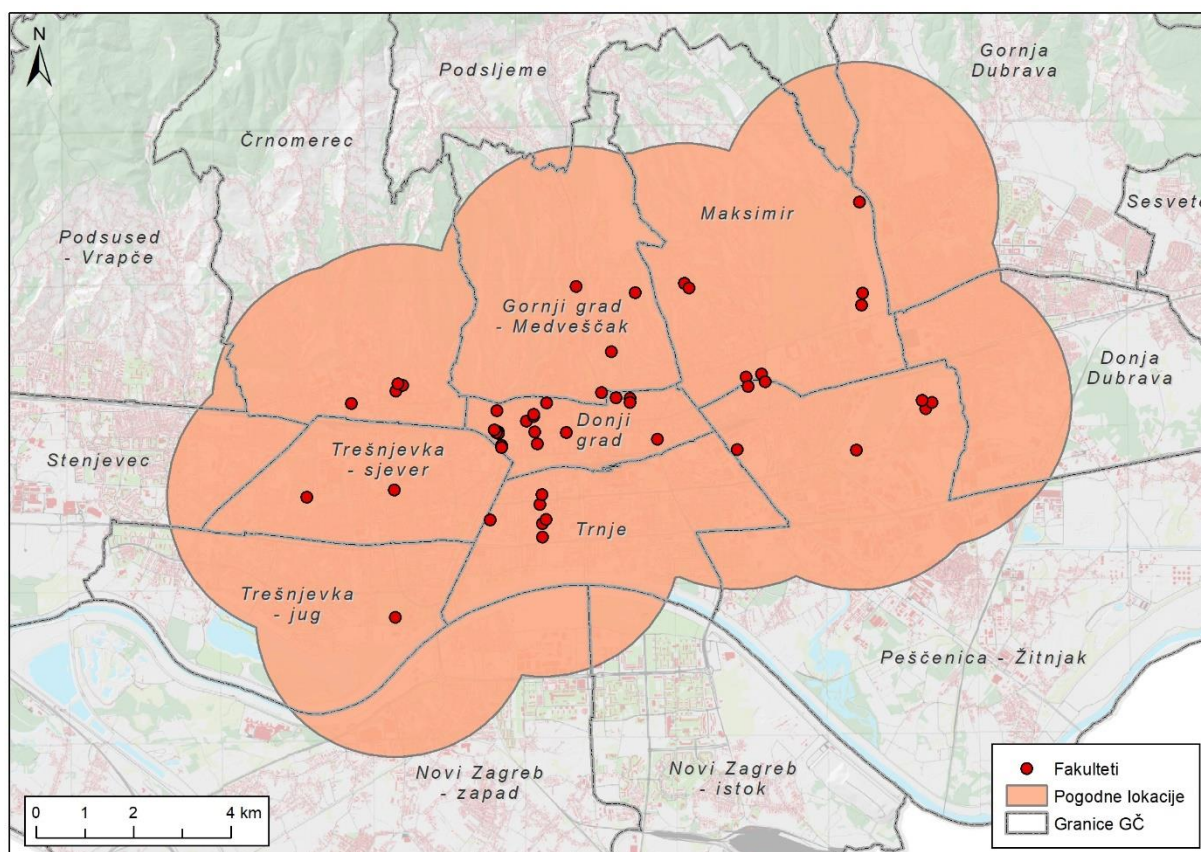 N
Podsljeme
Gornja
Dubrava
Črnomerec
Maksimir
Sesvete
Podsused
- Vrapče
Gornji grad
- Medveščak
Donja
Dubrava
Donji
grad
Trešnjevka
- sjever
Stenjevec
Trnje
Trešnjevka
- jug
Peščenica - Žitnjak
Novi Zagreb
- zapad
Novi Zagreb
- istok
0 1 2 4 km
Fakulteti
Pogodne lokacije
Granice GČ